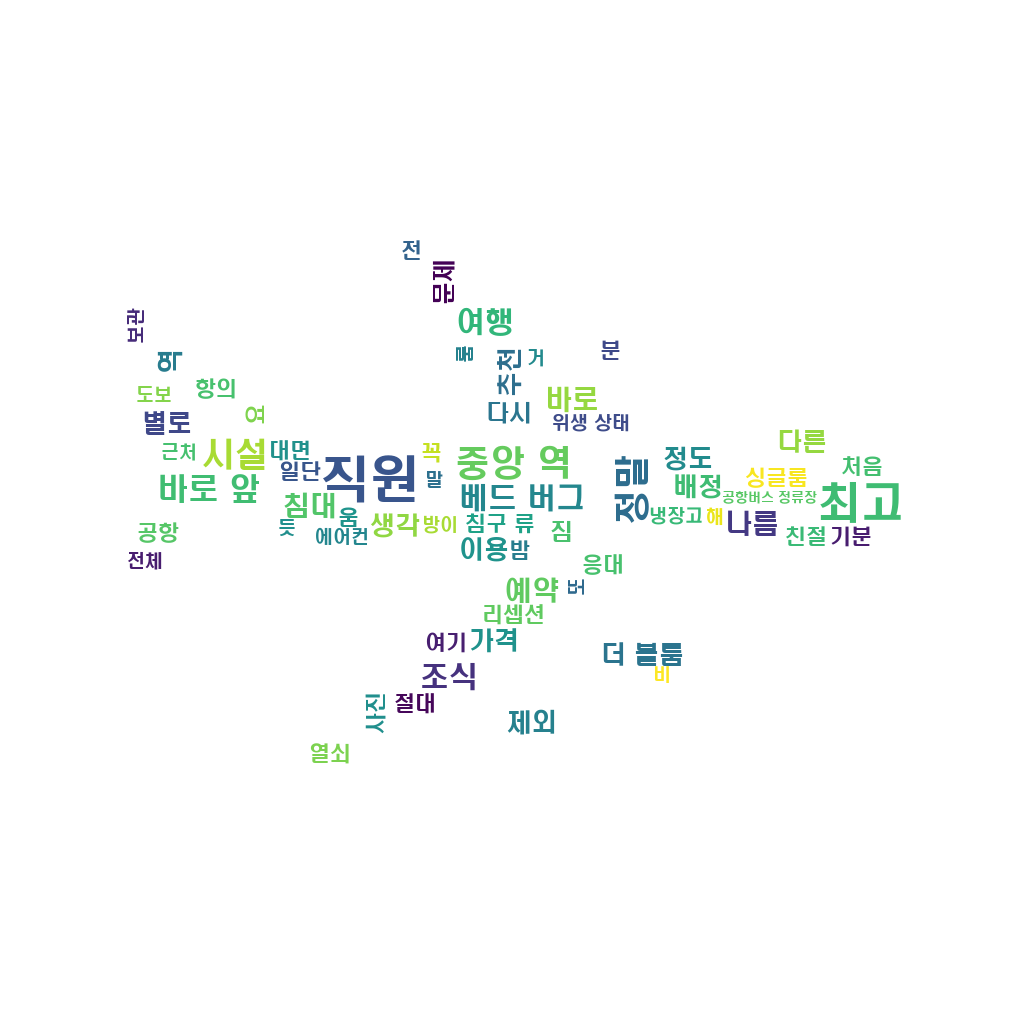 전
문제
여행
보관
역
룸
추천
거
분
도보
항의
별로
여
다시
바로
위생 상태
근처
시설
대면
일단
직원
꼭
말
중앙 역
베드 버그
정말
정도
배정
다른
싱글룸
처음
공항버스 정류장
최고
바로 앞
침대
움
듯
에어컨
생각
방이
침구 류
짐
냉장고
해
나름
친절
기분
공항
전체
이용
밤
응대
예약
버
리셉션
여기
가격
더 블룸
비
조식
사진
절대
제외
열쇠